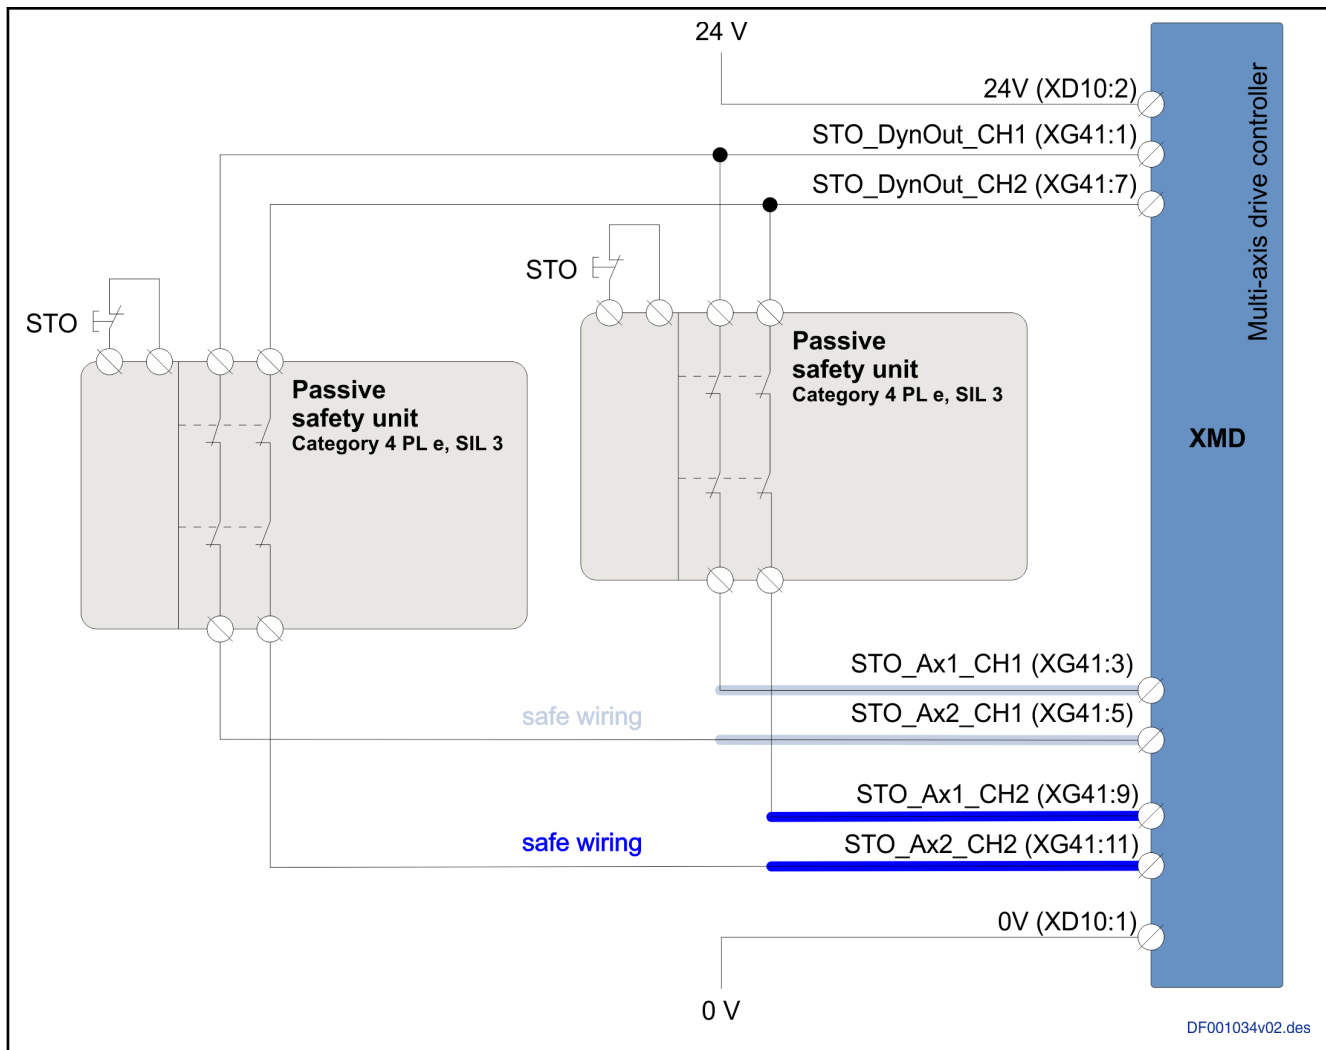 24 V
24V (XD10:2)
STO_DynOut_CH1 (XG41:1)
STO_DynOut_CH2 (XG41:7)
Multi-axis drive controller
XMD
STO
Passive
safety unit
Category 4 PL e, SIL 3
STO
Passive
safety unit
Category 4 PL e, SIL 3
STO_Ax1_CH1 (XG41:3)
safe wiring
STO_Ax2_CH1 (XG41:5)
STO_Ax1_CH2 (XG41:9)
safe wiring
STO_Ax2_CH2 (XG41:11)
0V (XD10:1)
0 V
DF001034v02.des